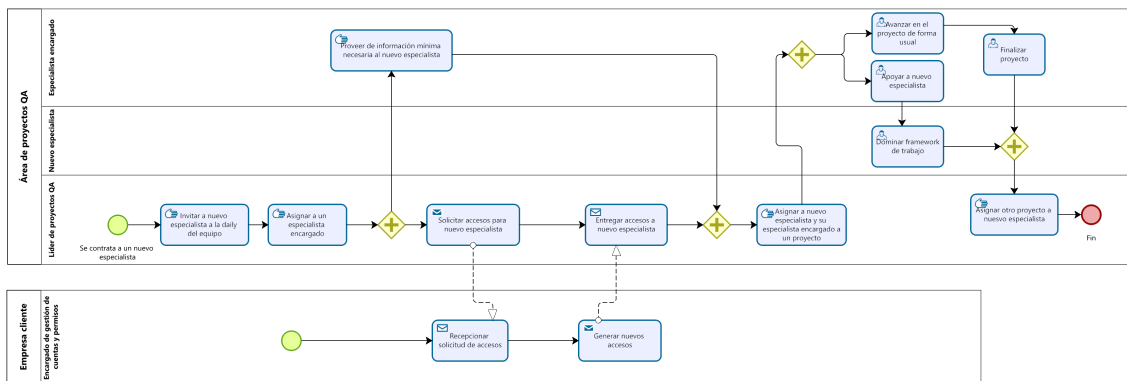 Área de proyectos QA
Especialista encargado
Proveer de información mínima
necesaria al nuevo especialista
Avanzar en el
proyecto de forma
usual
Finalizar
proyecto
Apoyar a nuevo
especialista
Nuevo especialista
Dominar framework
de trabajo
Líder de proyectos QA
Se contrata a un nuevo
especialista
Invitar a nuevo
especialista a la daily
del equipo
Asignar a un
especialista
encargado
Solicitar accesos para
nuevo especialista
Entregar accesos a
nuevo especialista
Asignar a nuevo
especialista y su
especialista encargado a
un proyecto
Asignar otro proyecto a
nuesvo especialista
Fin
Empresa cliente
Encargado de gestión de
cuentas y permisos
Recepcionar
solicitud de accesos
Generar nuevos
accesos